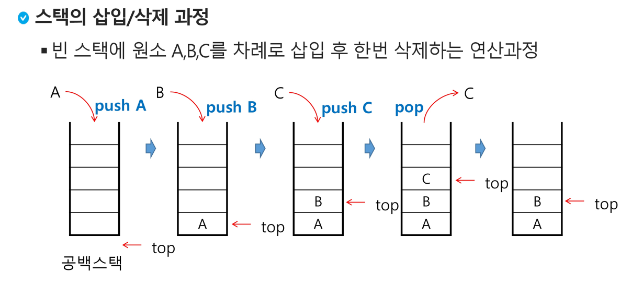 스택의 삽입/삭제 과정
빈 스택에 원소 A,B,C를 차례로 삽입 후 한번 삭제하는 연산과정
A push A B push B C push C pop C
C
B B B
A A A A
top top top top top
공백스택